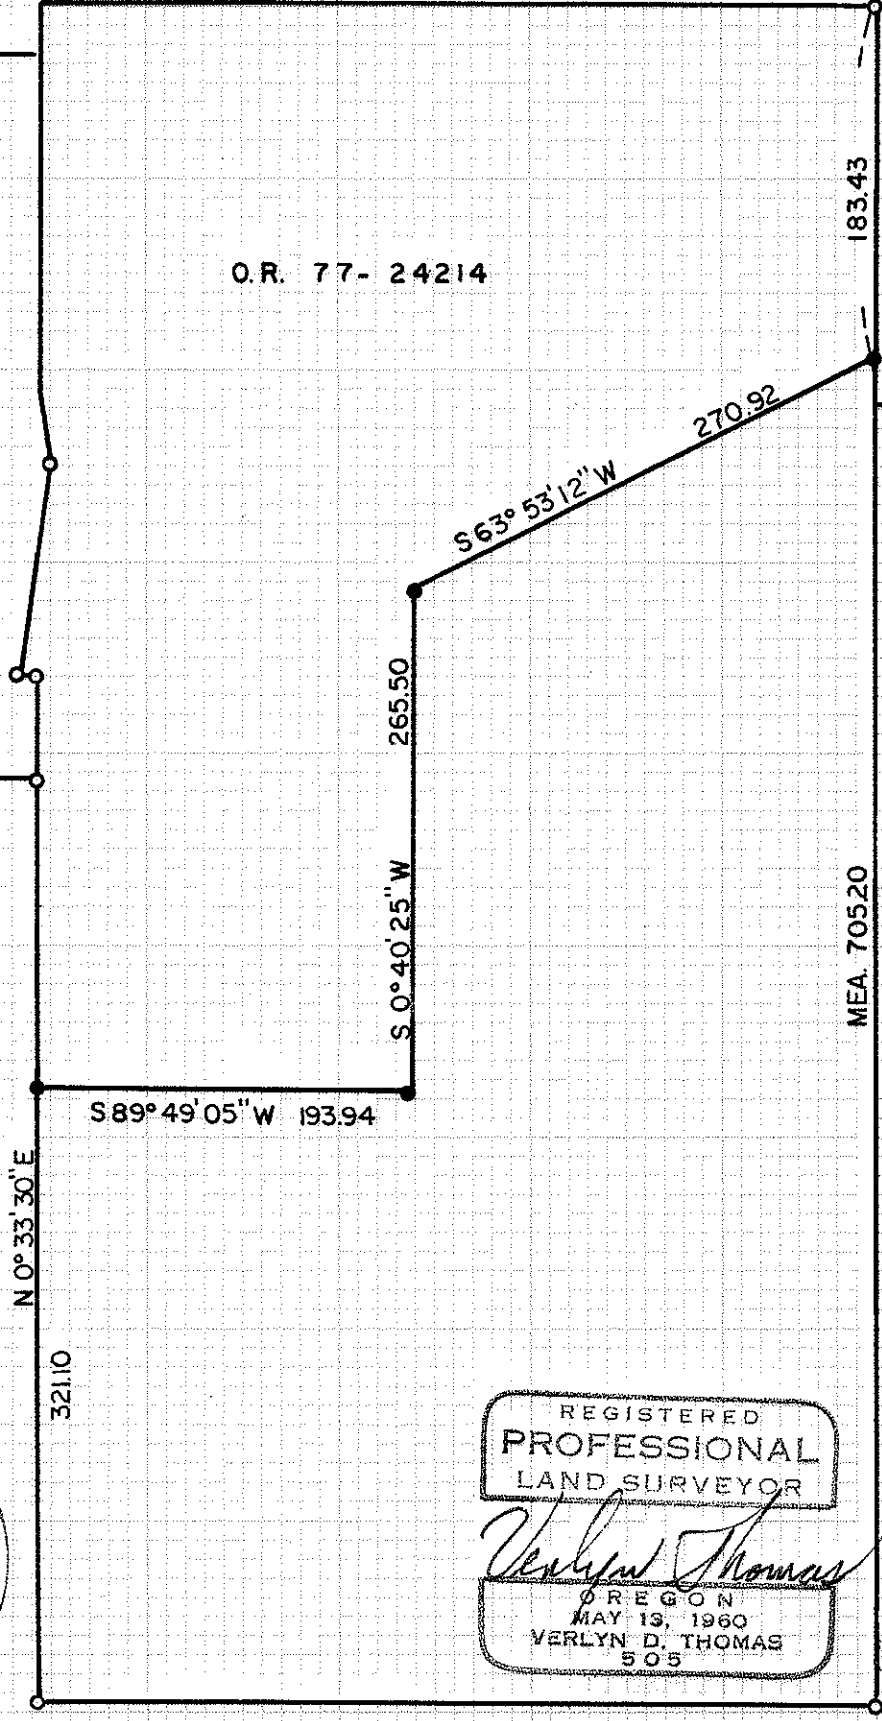 183.43
O.R. 77-24214
270.92
S 63° 53' 12" W
265.50
S 0° 40' 25" W
MEA. 705.20
S 89° 49' 05" W 193.94
N 0° 33' 30" E
321.10
REGISTERED
PROFESSIONAL
LAND SURVEYOR
Verlyn Thomas
OREGON
MAY 13, 1960
VERLYN D. THOMAS
505